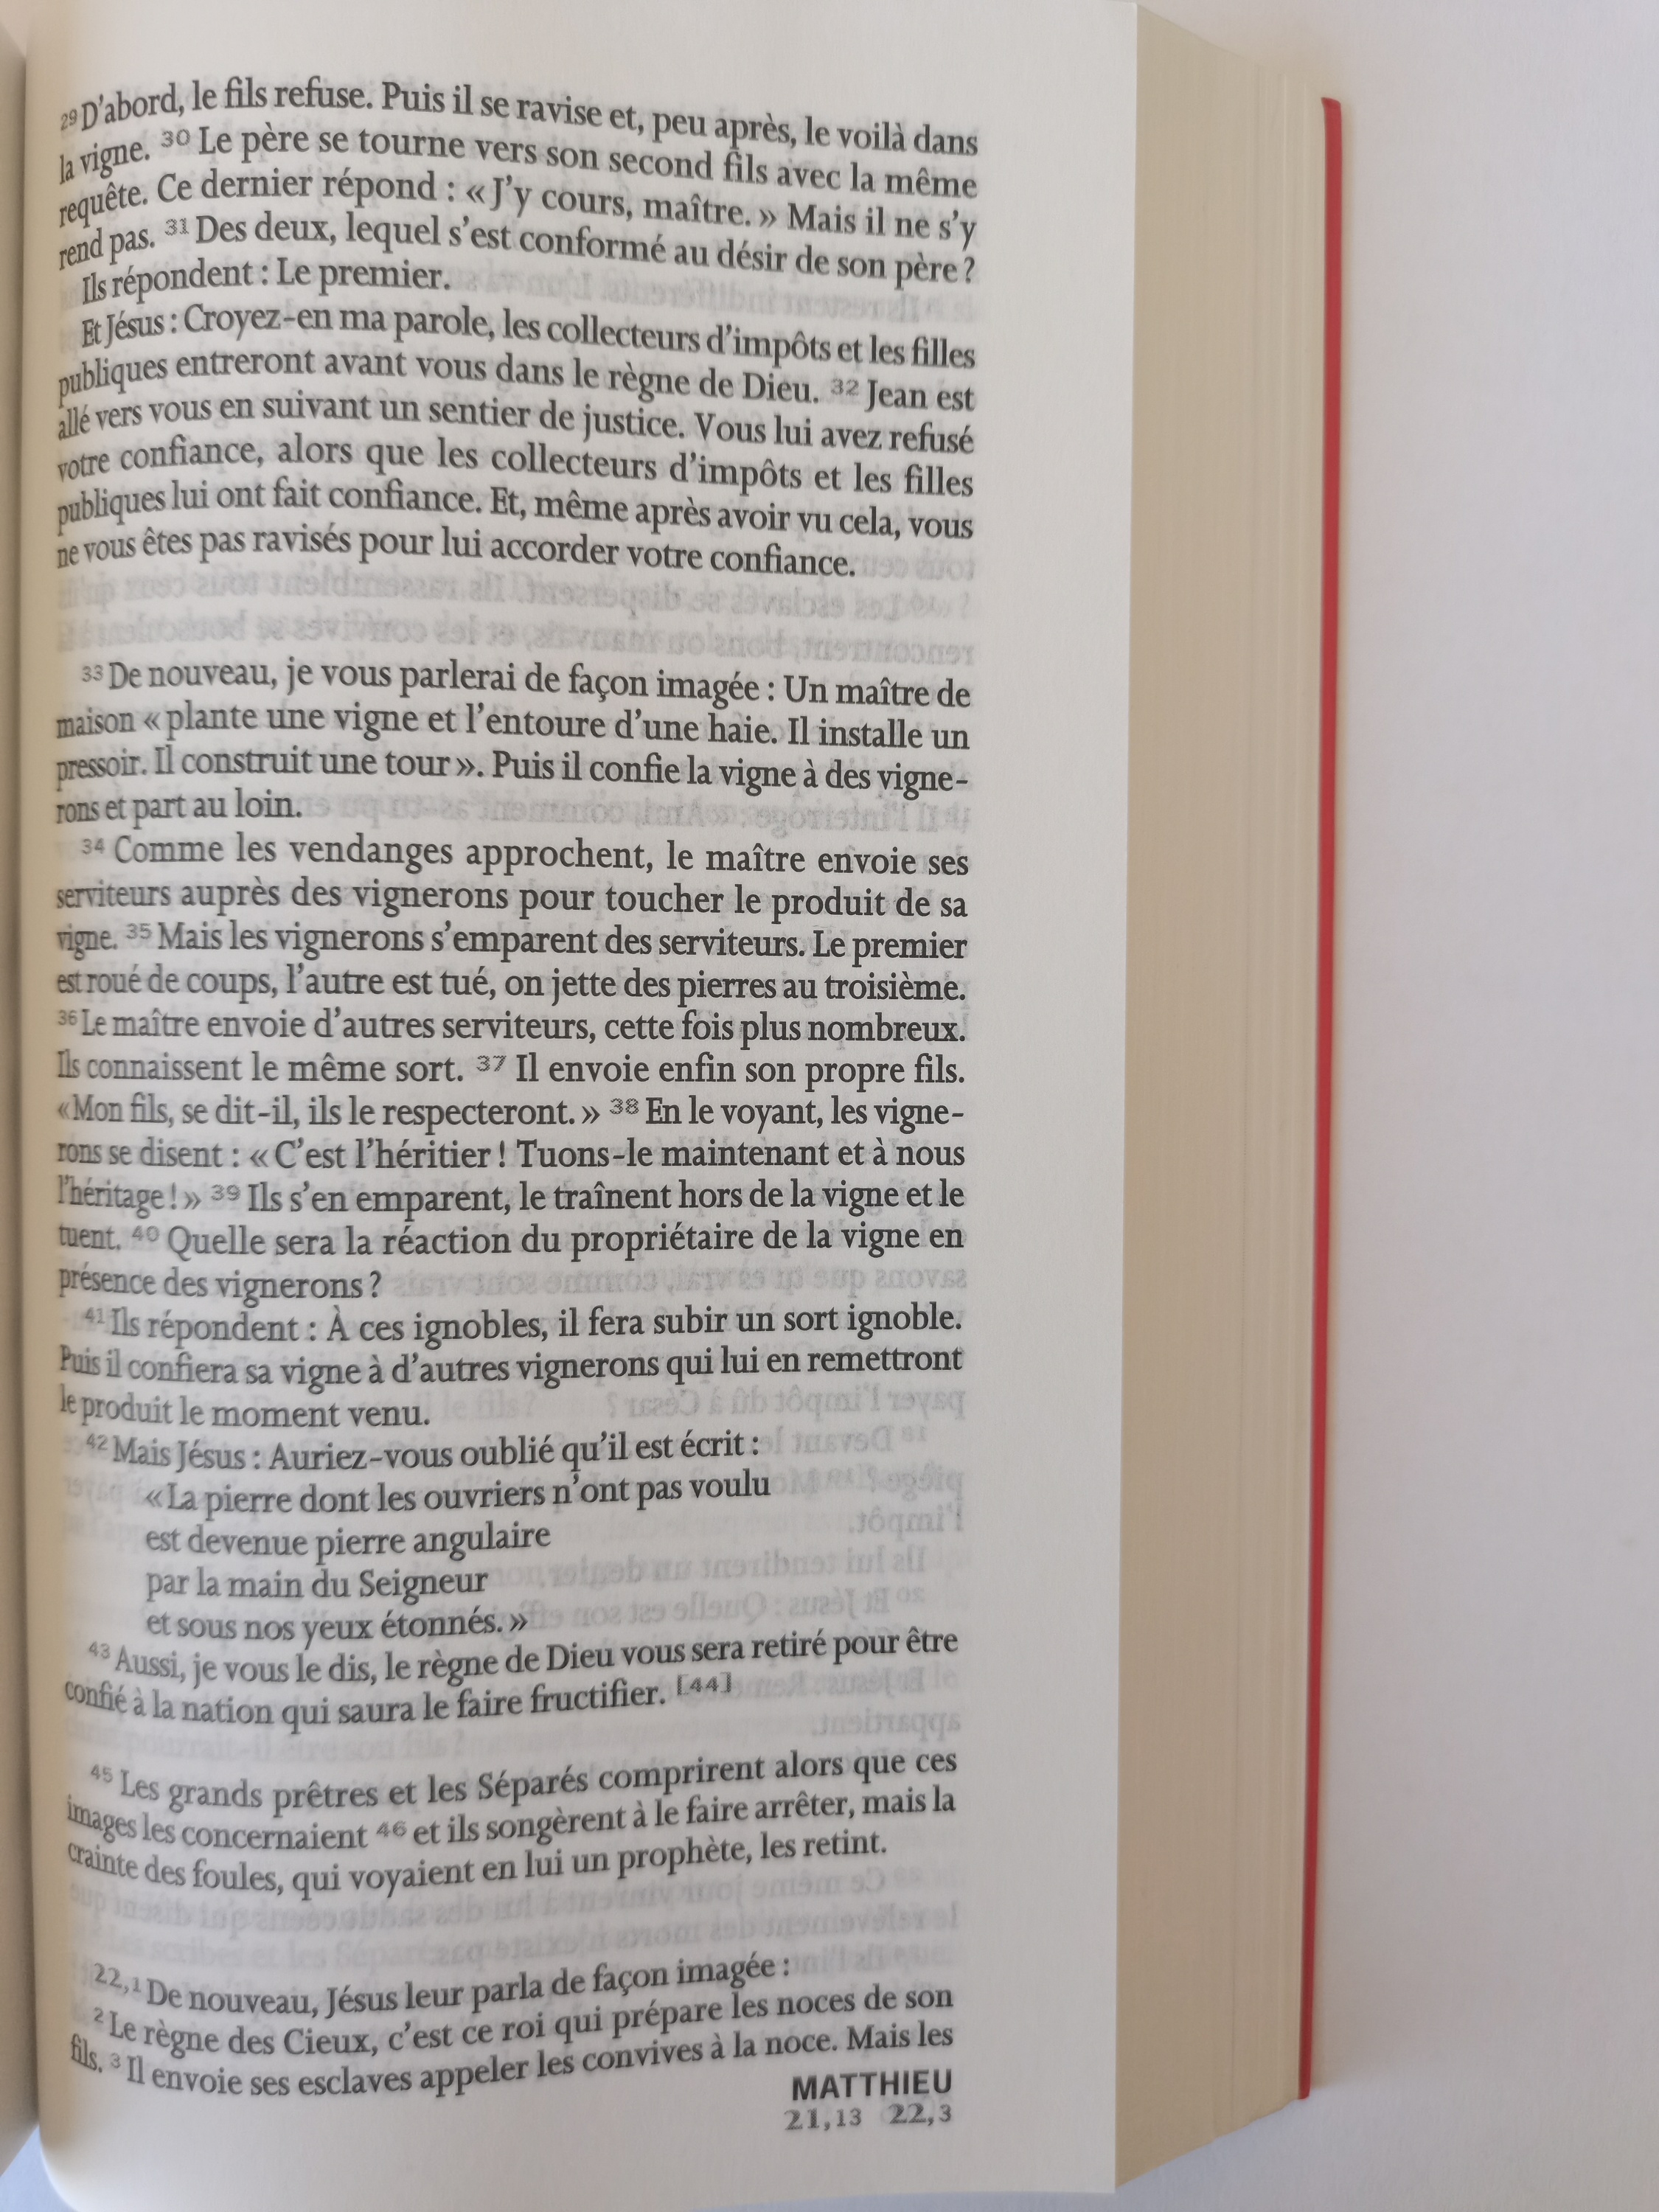 29 D'abord, le fils refuse. Puis il se ravise et, peu après, le voilà dans
la vigne. 30 Le père se tourne vers son second fils avec la même
requête. Ce dernier répond : « J'y cours, maître. » Mais il ne s'y
rend pas. 31 Des deux, lequel s'est conformé au désir de son père ?
Ils répondent : Le premier.
Et Jésus : Croyez-en ma parole, les collecteurs d'impôts et les filles
publiques entreront avant vous dans le règne de Dieu. 32 Jean est
allé vers vous en suivant un sentier de justice. Vous lui avez refusé
votre confiance, alors que les collecteurs d'impôts et les filles
publiques lui ont fait confiance. Et, même après avoir vu cela, vous
ne vous êtes pas ravisés pour lui accorder votre confiance.
33 De nouveau, je vous parlerai de façon imagée : Un maître de
maison « plante une vigne et l'entoure d'une haie. Il installe un
pressoir. Il construit une tour ». Puis il confie la vigne à des vigne-
rons et part au loin.
34 Comme les vendanges approchent, le maître envoie ses
serviteurs auprès des vignerons pour toucher le produit de sa
vigne. 35 Mais les vignerons s'emparent des serviteurs. Le premier
est roué de coups, l'autre est tué, on jette des pierres au troisième.
36 Le maître envoie d'autres serviteurs, cette fois plus nombreux.
Ils connaissent le même sort. 37 Il envoie enfin son propre fils.
« Mon fils, se dit-il, ils le respecteront. » 38 En le voyant, les vigne-
rons se disent : « C'est l'héritier ! Tuons-le maintenant et à nous
l'héritage ! » 39 Ils s'en emparent, le traînent hors de la vigne et le
tuent. 40 Quelle sera la réaction du propriétaire de la vigne en
présence des vignerons ?
41 Ils répondent : À ces ignobles, il fera subir un sort ignoble.
Puis il confiera sa vigne à d'autres vignerons qui lui en remettront
le produit le moment venu.
42 Mais Jésus : Auriez-vous oublié qu'il est écrit :
« La pierre dont les ouvriers n'ont pas voulu
est devenue pierre angulaire
par la main du Seigneur
et sous nos yeux étonnés. »
43 Aussi, je vous le dis, le règne de Dieu vous sera retiré pour être
confié à la nation qui saura le faire fructifier. [44]
45 Les grands prêtres et les Séparés comprirent alors que ces
images les concernaient 46 et ils songèrent à le faire arrêter, mais la
crainte des foules, qui voyaient en lui un prophète, les retint.
22,1 De nouveau, Jésus leur parla de façon imagée :
2 Le règne des Cieux, c'est ce roi qui prépare les noces de son
fils. 3 Il envoie ses esclaves appeler les convives à la noce. Mais les
MATTHIEU
21,13 22,3